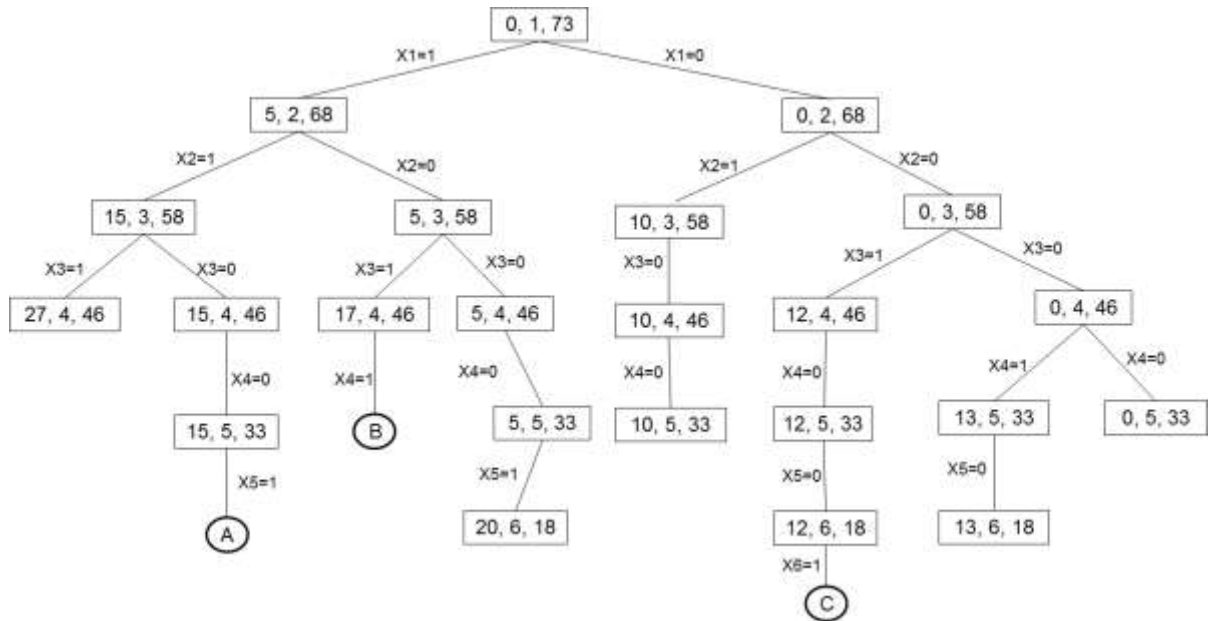 0, 1, 73
X1=1
X1=0
5, 2, 68
0, 2, 68
X2=1
X2=0
X2=1
X2=0
15, 3, 58
5, 3, 58
10, 3, 58
0, 3, 58
X3=1
X3=0
X3=1
X3=0
X3=0
X3=1
X3=0
27, 4, 46
15, 4, 46
17, 4, 46
5, 4, 46
10, 4, 46
12, 4, 46
0, 4, 46
X4=0
X4=1
X4=0
X4=0
X4=0
X4=1
X4=0
15, 5, 33
B
5, 5, 33
10, 5, 33
12, 5, 33
13, 5, 33
0, 5, 33
X5=1
X5=1
X5=0
X5=0
A
20, 6, 18
12, 6, 18
13, 6, 18
X6=1
C